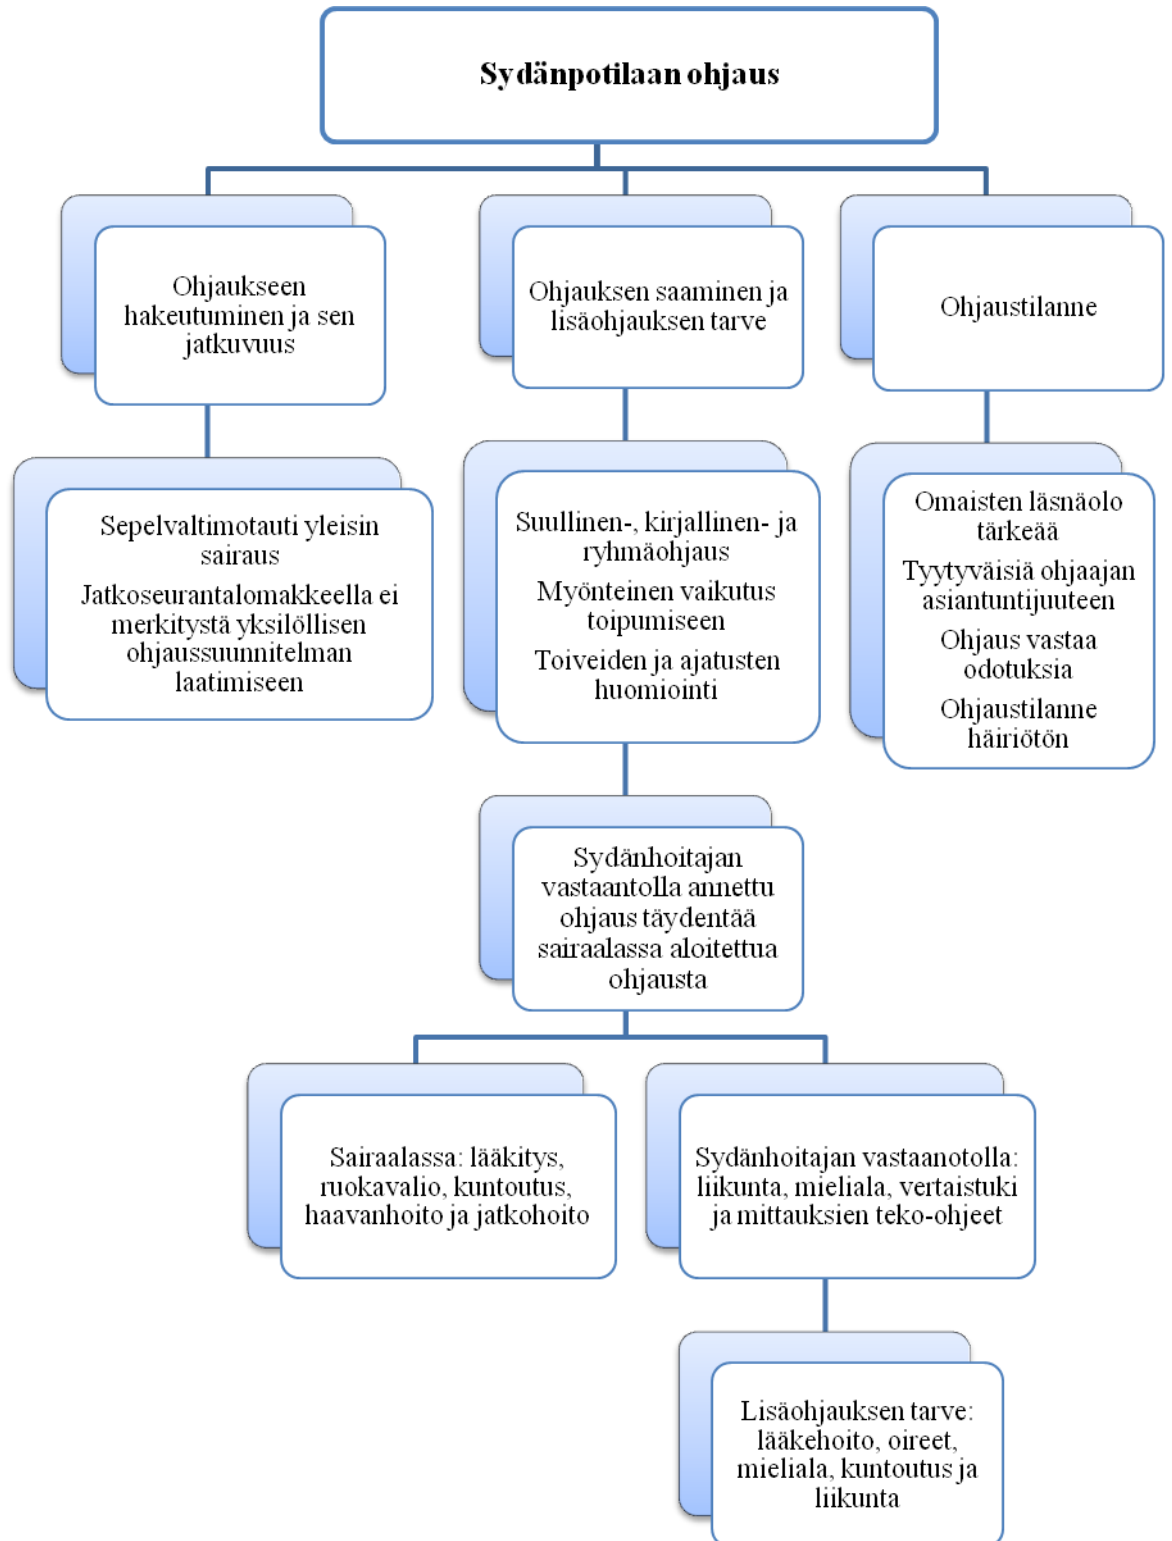 Sydänpotilaan ohjaus
Ohjaukseen
hakeutuminen ja sen
jatkuvuus
Ohjauksen saaminen ja
lisäohjauksen tarve
Ohjaustilanne
Sepelvaltimotauti yleisin
sairaus
Jatkoseurantalomakkeella ei
merkitystä yksilöllisen
ohjaussuunnitelman
laatimiseen
Suullinen-, kirjallinen- ja
ryhmäohjaus
Myönteinen vaikutus
toipumiseen
Toiveiden ja ajatusten
huomiointi
Omaisten läsnäolo
tärkeää
Tyytyväisiä ohjaajan
asiantuntijuuteen
Ohjaus vastaa
odotuksia
Ohjaustilanne
häiriötön
Sydänhoitajan
vastaantolla annettu
ohjaus täydentää
sairaalassa aloitettua
ohjausta
Sairaalassa: lääkitys,
ruokavalio, kuntoutus,
haavanhoito ja jatkohoito
Sydänhoitajan vastaanotolla:
liikunta, mieliala, vertaistuki
ja mittauksien teko-ohjeet
Lisäohjauksen tarve:
lääkehoito, oireet,
mieliala, kuntoutus ja
liikunta